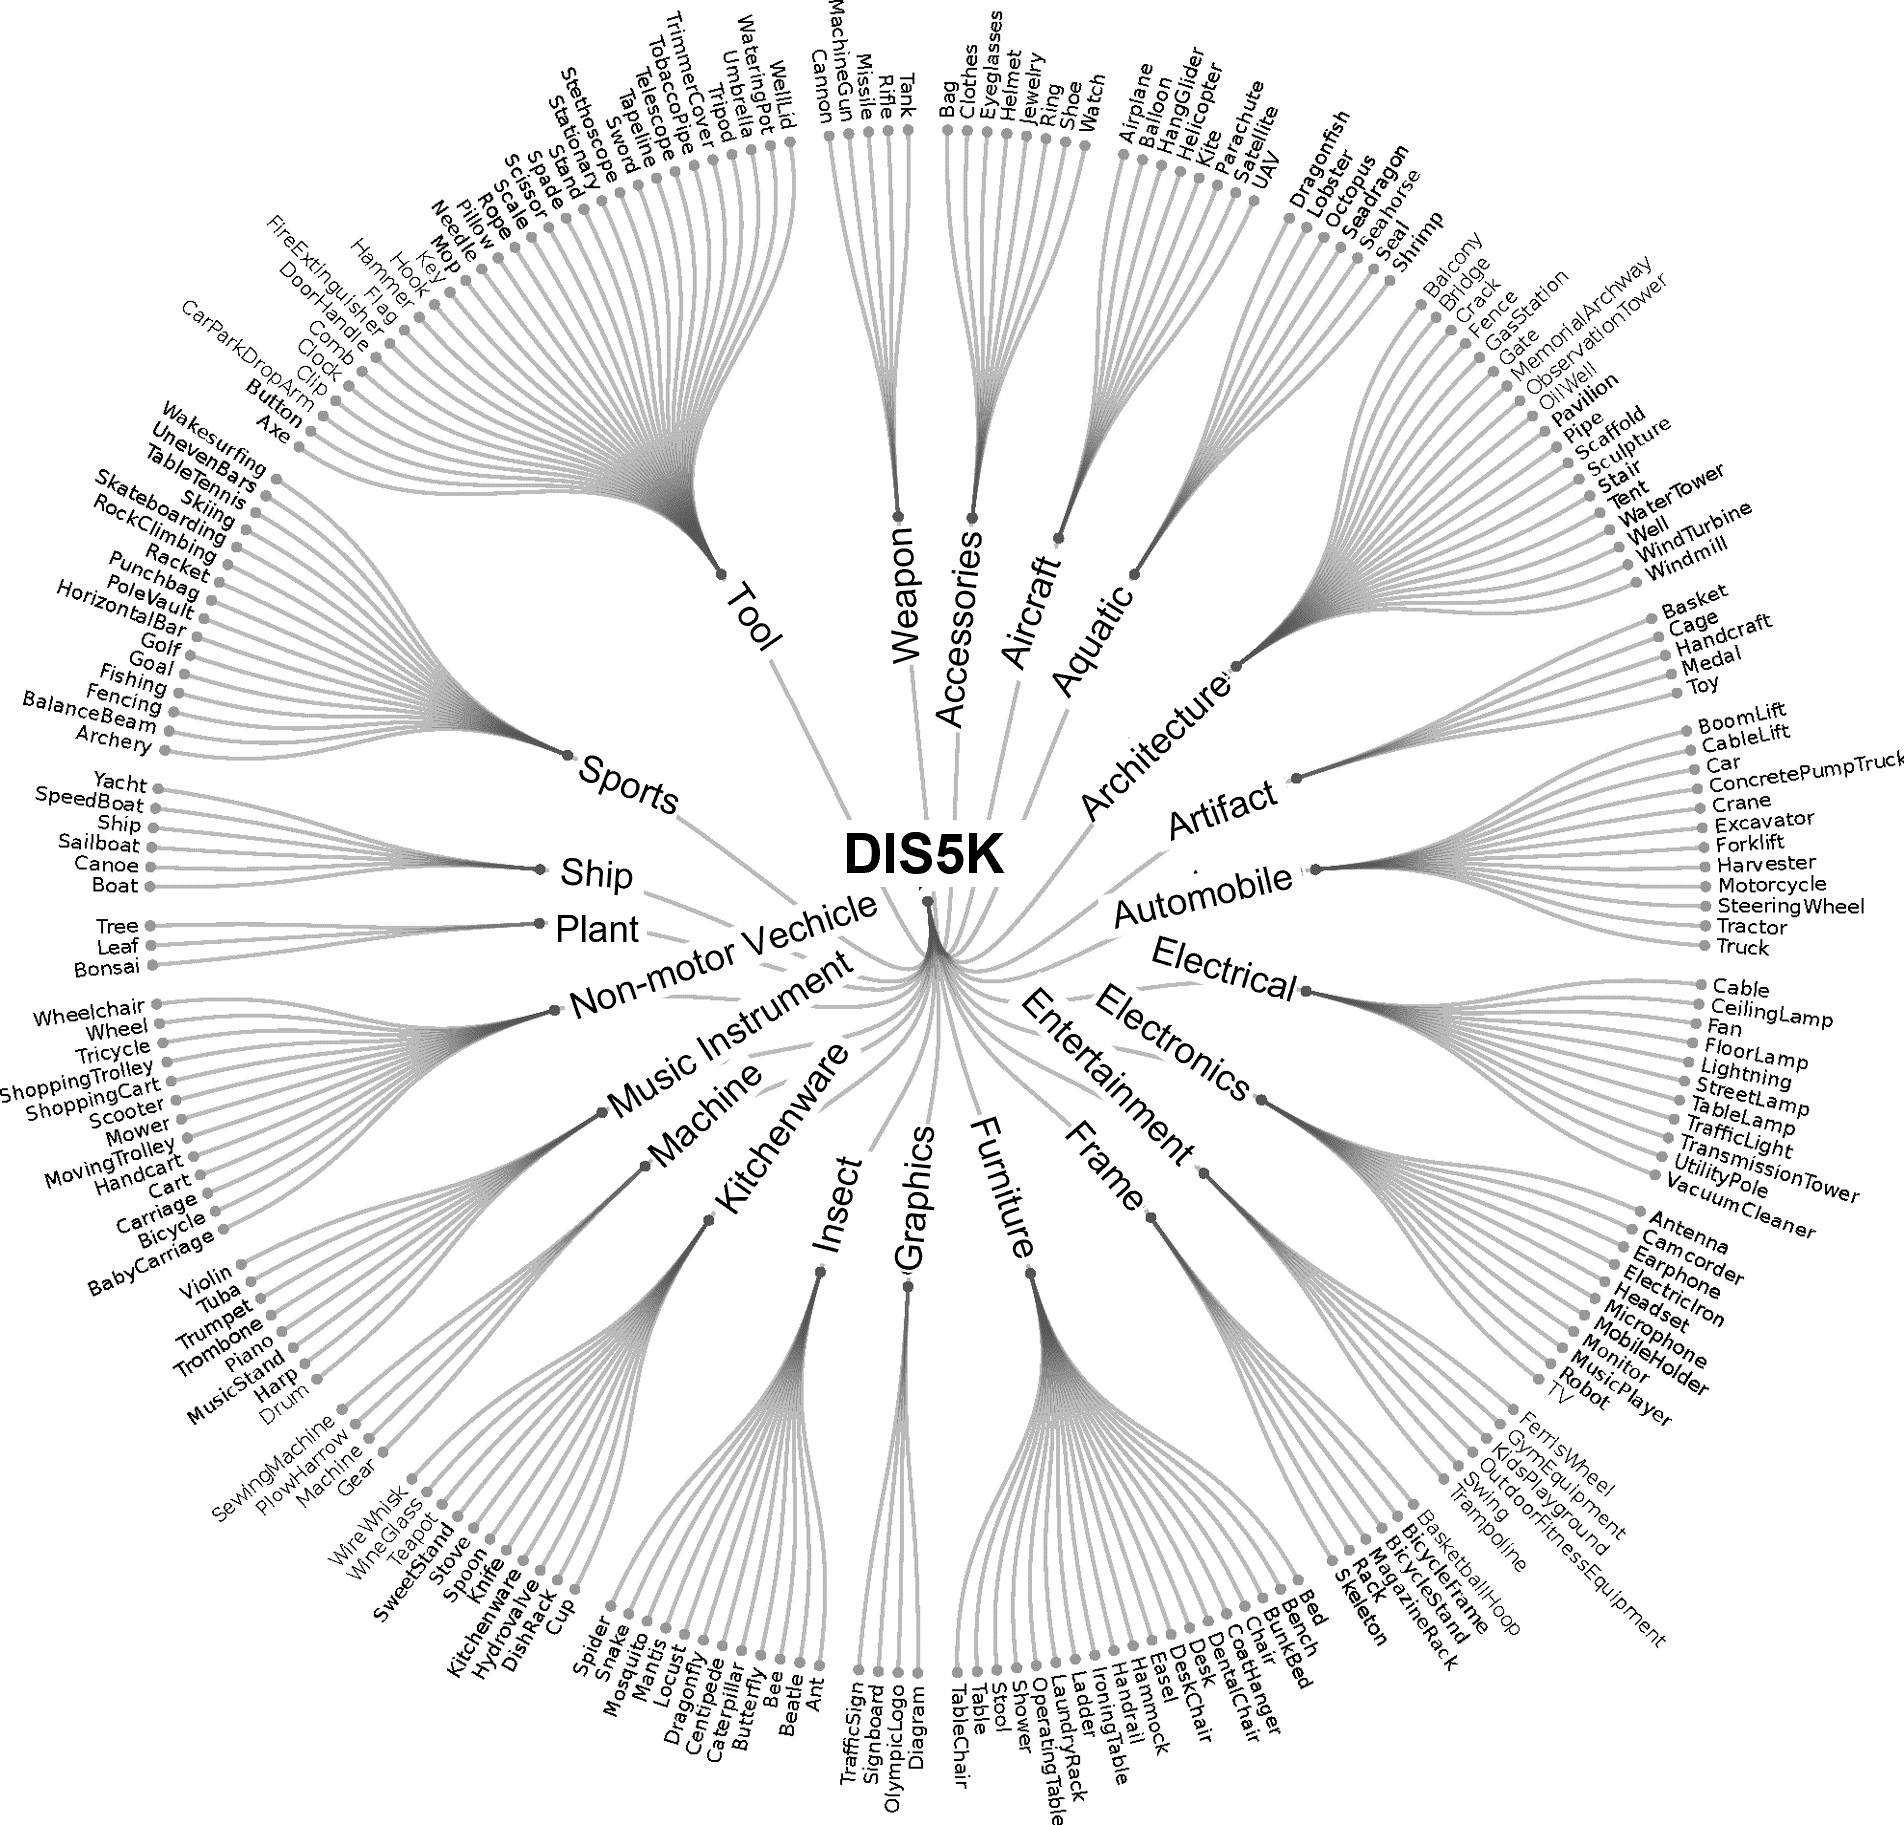 DIS5K
Weapon
Cannon
MachineGun
Missile
Rifle
Tank
Accessories
Bag
Clothes
Eyeglasses
Helmet
Jewelry
Ring
Shoe
Watch
Aircraft
Airplane
Balloon
HangGlider
Helicopter
Kite
Parachute
Satellite
UAV
Aquatic
Dragonfish
Lobster
Octopus
Seadragon
Seahorse
Seal
Shrimp
Architecture
Balcony
Bridge
Crack
Fence
GasStation
Gate
MemorialArchway
ObservationTower
OilWell
Pavilion
Pipe
Scaffold
Sculpture
Stair
Tent
WaterTower
Well
WindTurbine
Windmill
Artifact
Basket
Cage
Handcraft
Medal
Toy
Automobile
BoomLift
CableLift
Car
ConcretePumpTruck
Crane
Excavator
Forklift
Harvester
Motorcycle
SteeringWheel
Tractor
Truck
Electrical
Cable
CeilingLamp
Fan
FloorLamp
Lightning
StreetLamp
TableLamp
TrafficLight
TransmissionTower
UtilityPole
VacuumCleaner
Electronics
Antenna
Camcorder
Earphone
ElectricIron
Headset
Microphone
MobileHolder
Monitor
MusicPlayer
Robot
TV
Entertainment
FerrisWheel
GymEquipment
KidsPlayground
OutdoorFitnessEquipment
Swing
Trampoline
Frame
BasketballHoop
BicycleFrame
BicycleStand
MagazineRack
Rack
Skeleton
Furniture
Bed
Bench
BunkBed
Chair
CoatHanger
DentalChair
Desk
DeskChair
Easel
Hammock
Handrail
IroningTable
Ladder
LaundryRack
OperatingTable
Shower
Stool
Table
TableChair
Graphics
Diagram
OlympicLogo
Signboard
TrafficSign
Insect
Ant
Beatle
Bee
Butterfly
Caterpillar
Centipede
Dragonfly
Locust
Mantis
Mosquito
Snake
Spider
Kitchenware
Cup
DishRack
Hydrovalve
Kitchenware
Knife
Spoon
Stove
SweetStand
Teapot
WineGlass
WireWhisk
Machine
Gear
Machine
PlowHarrow
SewingMachine
Music Instrument
Drum
Harp
MusicStand
Piano
Trombone
Trumpet
Tuba
Violin
Non-motor Vechicle
BabyCarriage
Bicycle
Carriage
Cart
Handcart
MovingTrolley
Mower
Scooter
ShoppingCart
ShoppingTrolley
Tricycle
Wheel
Wheelchair
Plant
Bonsai
Leaf
Tree
Ship
Boat
Canoe
Sailboat
Ship
SpeedBoat
Yacht
Sports
Archery
BalanceBeam
Fencing
Fishing
Goal
Golf
HorizontalBar
PoleVault
Punchbag
Racket
RockClimbing
Skateboarding
Skiing
TableTennis
UnevenBars
Wakesurfing
Tool
Axe
Button
CarParkDropArm
Clip
Clock
Comb
DoorHandle
FireExtinguisher
Flag
Hammer
Hook
Key
Mop
Needle
Pillow
Rope
Scale
Scissor
Spade
Stand
Stationary
Stethoscope
Sword
Tapeline
Telescope
TobaccoPipe
TrimmerCover
Tripod
Umbrella
WateringPot
WellLid